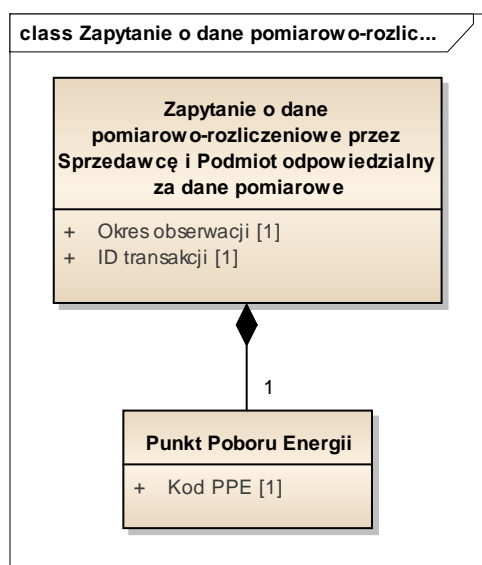 class Zapytanie o dane pomiarowo-rozlic...
Zapytanie o dane
pomiarowo-rozliczeniowe przez
Sprzedawcę i Podmiot odpowiedzialny
za dane pomiarowe
+ Okres obserwacji [1]
+ ID transakcji [1]
1
Punkt Poboru Energii
+ Kod PPE [1]